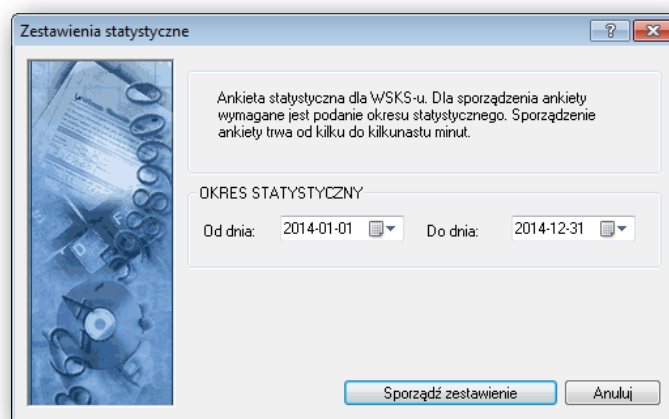 Zestawienia statystyczne
Ankieta statystyczna dla WSKS-u. Dla sporządzenia ankiety
wymagane jest podanie okresu statystycznego. Sporządzenie
ankiety trwa od kilku do kilkunastu minut.
OKRES STATYSTYCZNY
Od dnia: 2014-01-01 Do dnia: 2014-12-31
Sporządź zestawienie Anuluj